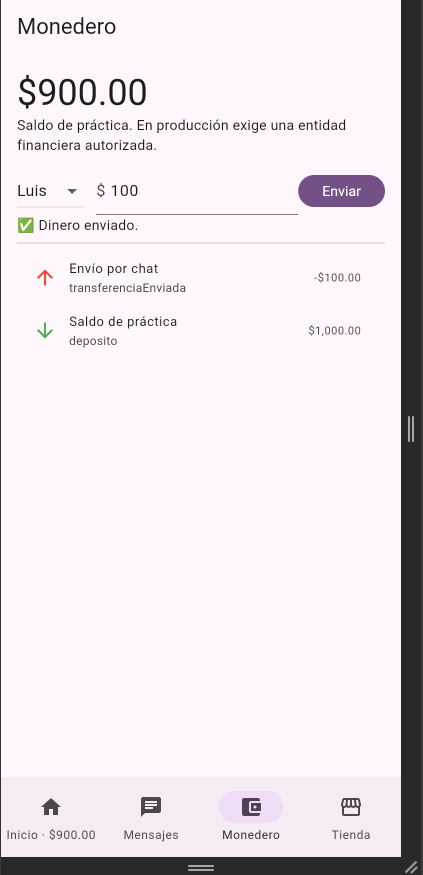 Monedero
$900.00
Saldo de práctica. En producción exige una entidad
financiera autorizada.
Luis $ 100 Enviar
✅ Dinero enviado.
Envío por chat
transferenciaEnviada
-$100.00
Saldo de práctica
deposito
$1,000.00
Inicio · $900.00 Mensajes Monedero Tienda